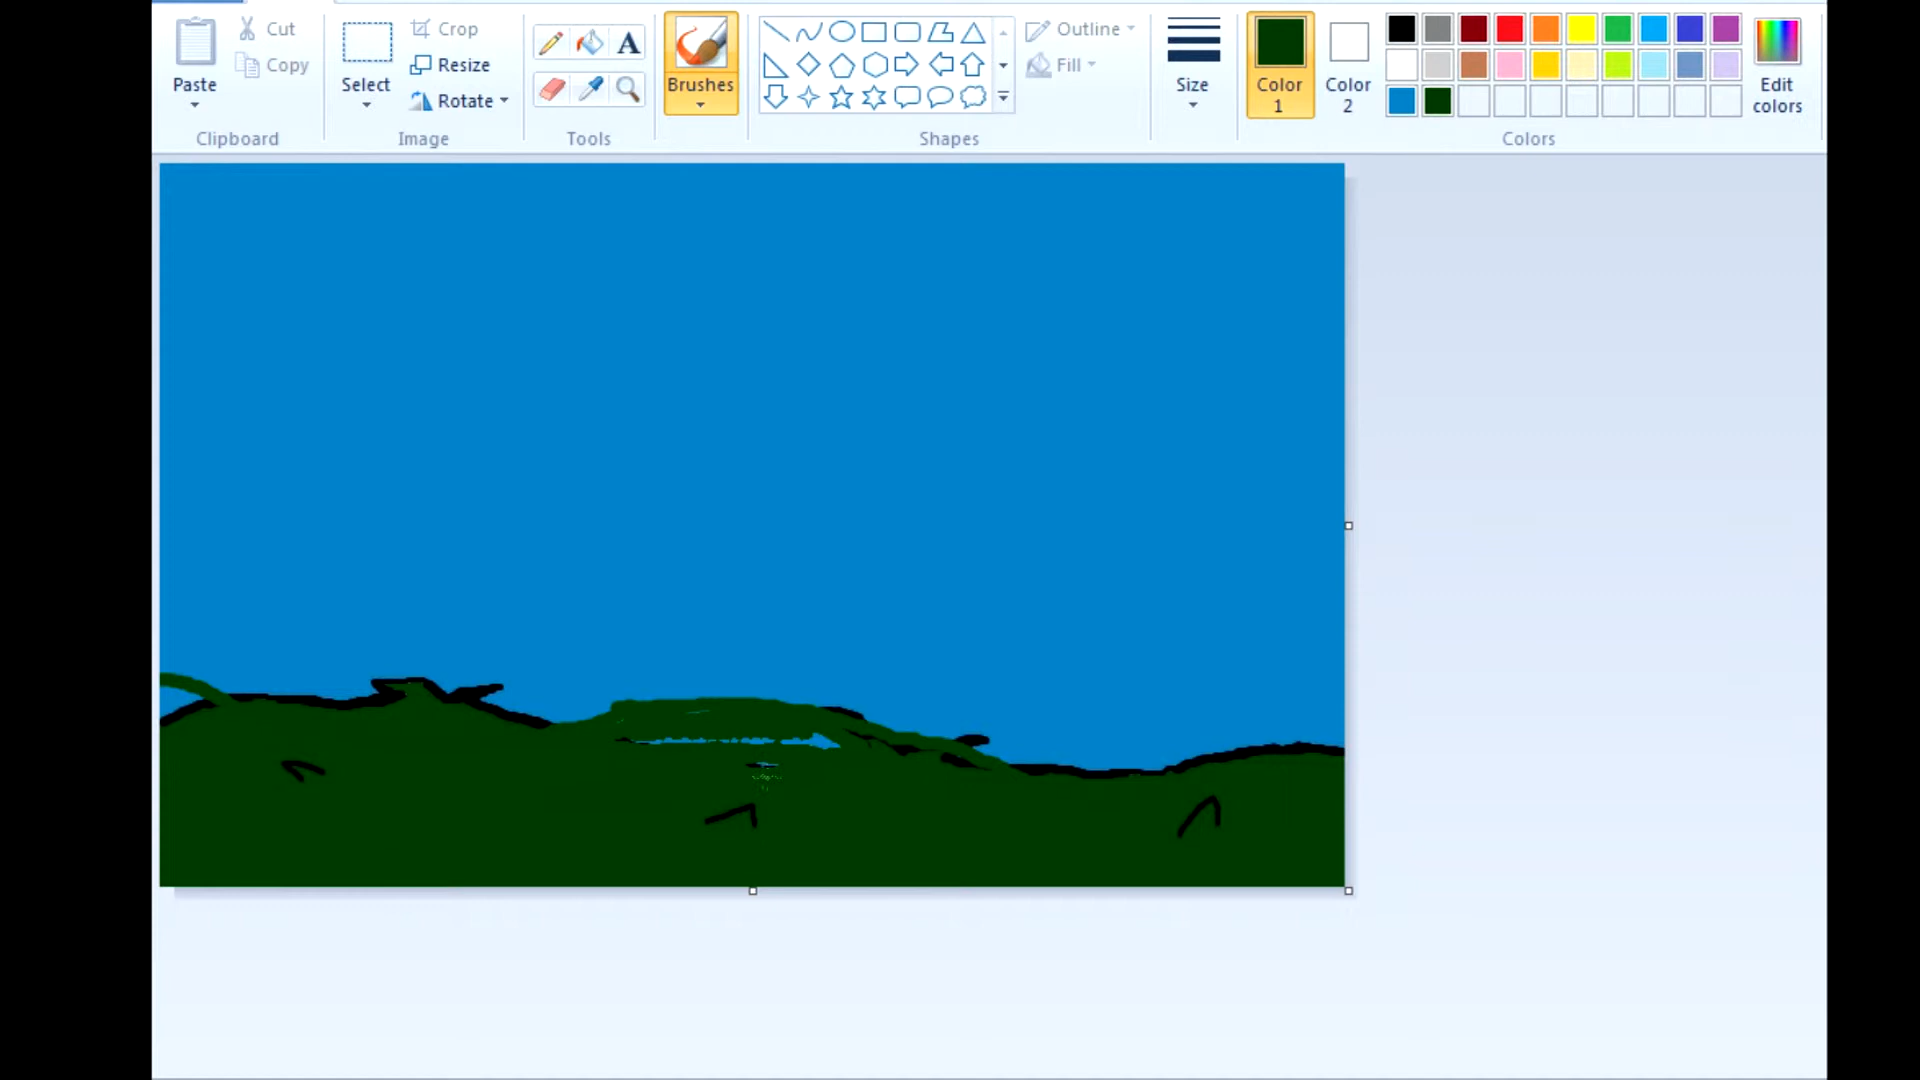 Paste
Cut
Copy
Clipboard
Select
Crop
Resize
Rotate
Image
A
Tools
Brushes
Shapes
Outline
Fill
Size
Color
1
Color
2
Colors
Edit
colors